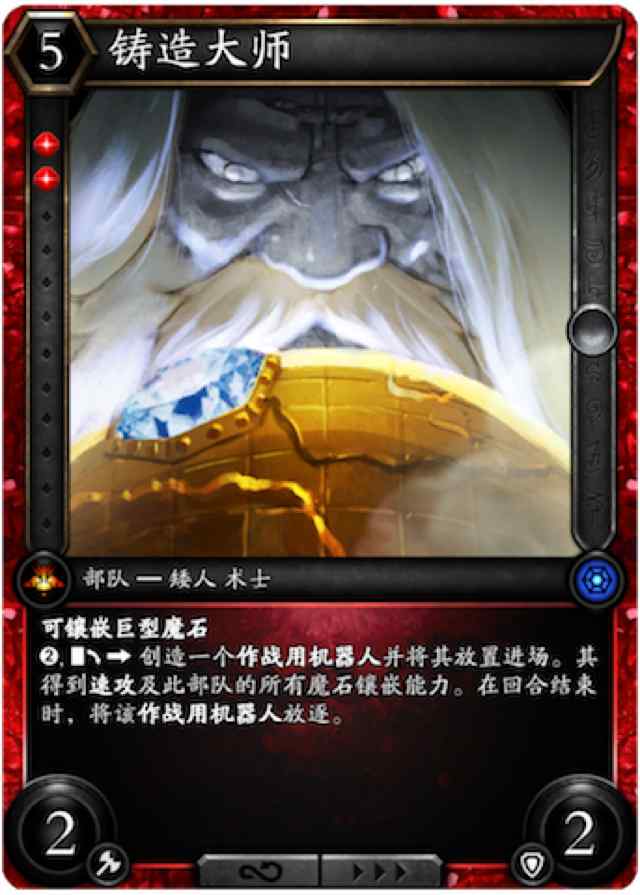 5 铸造大师
部队 — 矮人 术士
可镶嵌巨型魔石
❷, ➡ 创造一个作战用机器人并将其放置进场。其
得到速攻及此部队的所有魔石镶嵌能力。在回合结束
时，将该作战用机器人放逐。
2
2